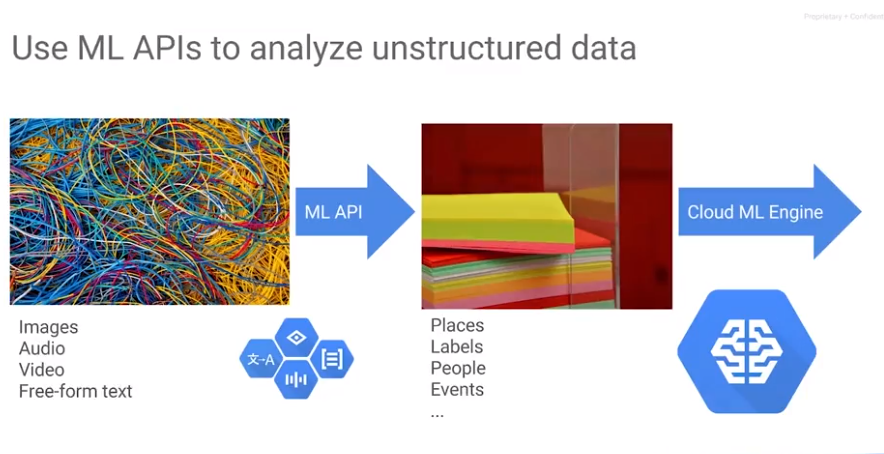 Proprietary + Confident
Use ML APIs to analyze unstructured data
ML API
Cloud ML Engine
Images
Audio
Video
Free-form text
文→A
Places
Labels
People
Events
...